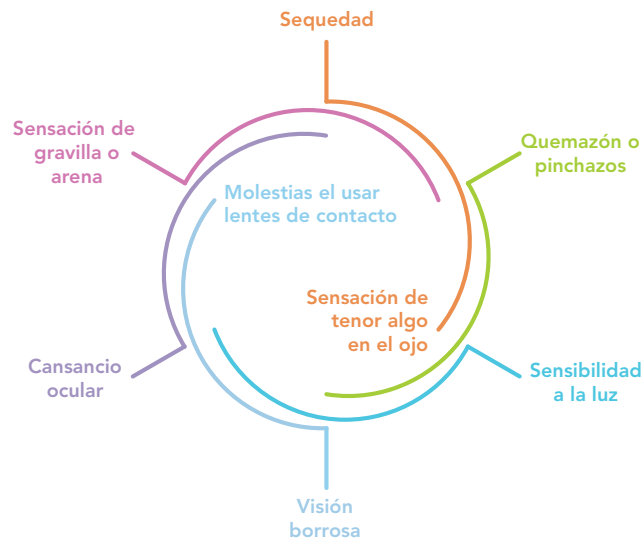 Sequedad
Sensación de
gravilla o
arena
Quemazón o
pinchazos
Molestias el usar
lentes de contacto
Sensación de
tenor algo
en el ojo
Cansancio
ocular
Sensibilidad
a la luz
Visión
borrosa